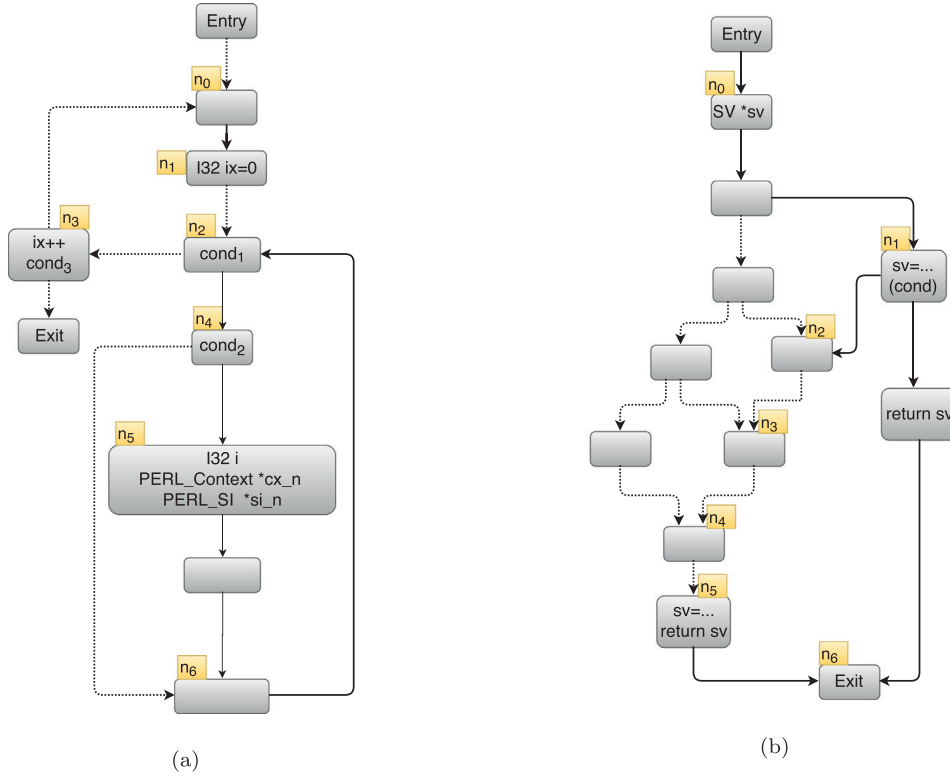 Entry
n0
n1
I32 ix=0
n2
cond1
n3
ix++
cond3
Exit
n4
cond2
n5
I32 i
PERL_Context *cx_n
PERL_SI *si_n
n6
(a)
Entry
n0
SV *sv
n1
sv=...
(cond)
n2
return sv
n3
n4
n5
sv=...
return sv
n6
Exit
(b)